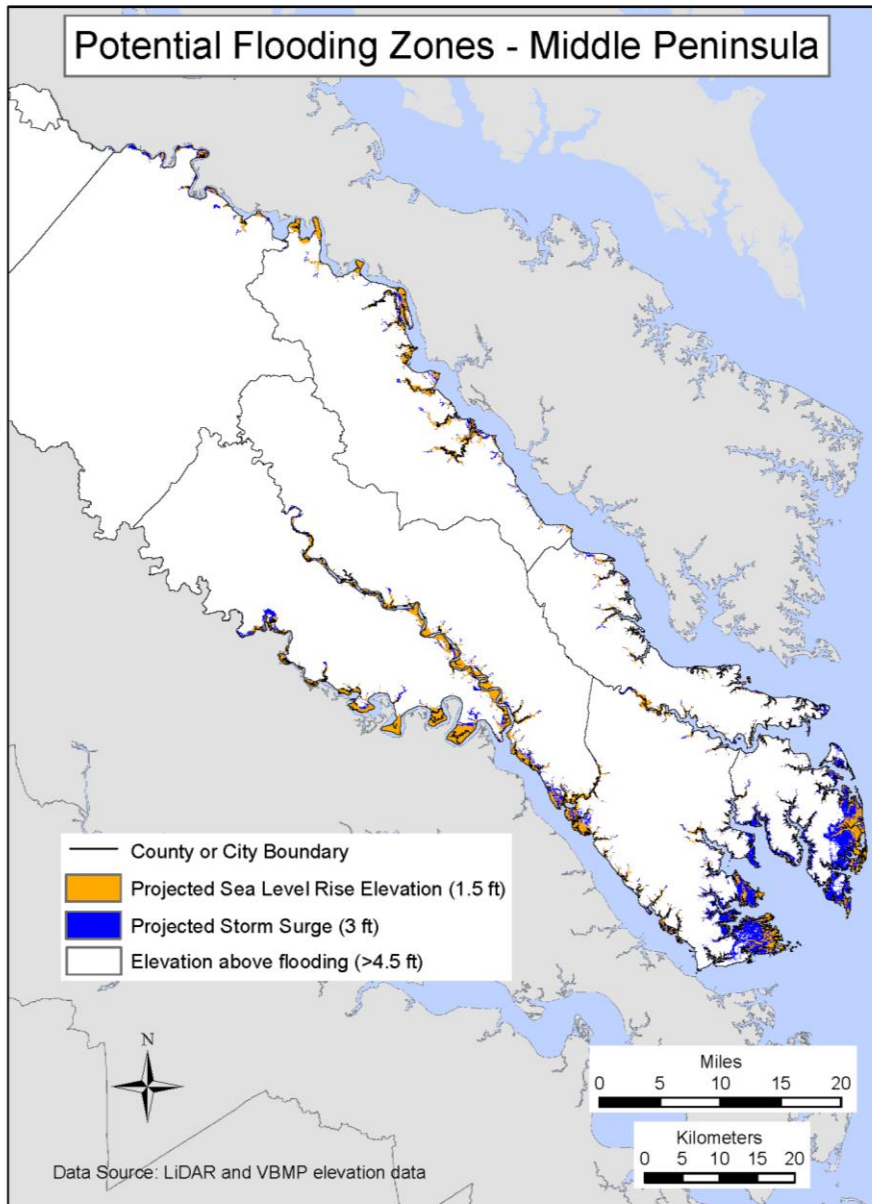 Potential Flooding Zones - Middle Peninsula
County or City Boundary
Projected Sea Level Rise Elevation (1.5 ft)
Projected Storm Surge (3 ft)
Elevation above flooding (>4.5 ft)
N
Miles
0 5 10 15 20
Kilometers
0 5 10 15 20
Data Source: LiDAR and VBMP elevation data